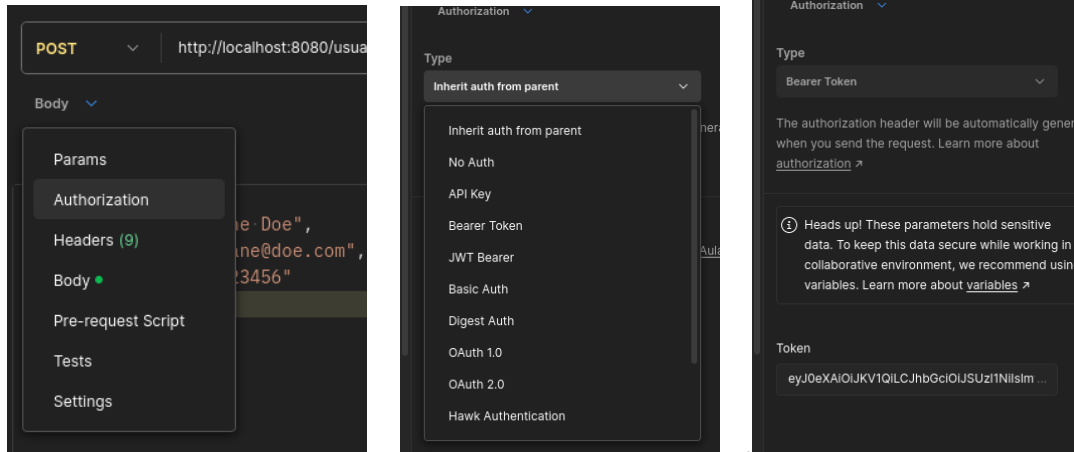 POST
http://localhost:8080/usua
Body
Params
Authorization
Headers (9)
Body
Pre-request Script
Tests
Settings
e Doe",
ne@doe.com",
23456"
Authorization
Type
Inherit auth from parent
Inherit auth from parent
No Auth
API Key
Bearer Token
JWT Bearer
Basic Auth
Digest Auth
OAuth 1.0
OAuth 2.0
Hawk Authentication
nera
Aula
Authorization
Type
Bearer Token
The authorization header will be automatically gener
when you send the request. Learn more about
authorization ↗
Heads up! These parameters hold sensitive
data. To keep this data secure while working in
collaborative environment, we recommend usin
variables. Learn more about variables ↗
Token
eyJ0eXAiOiJKV1QiLCJhbGciOiJSUzI1NiIsIm ...